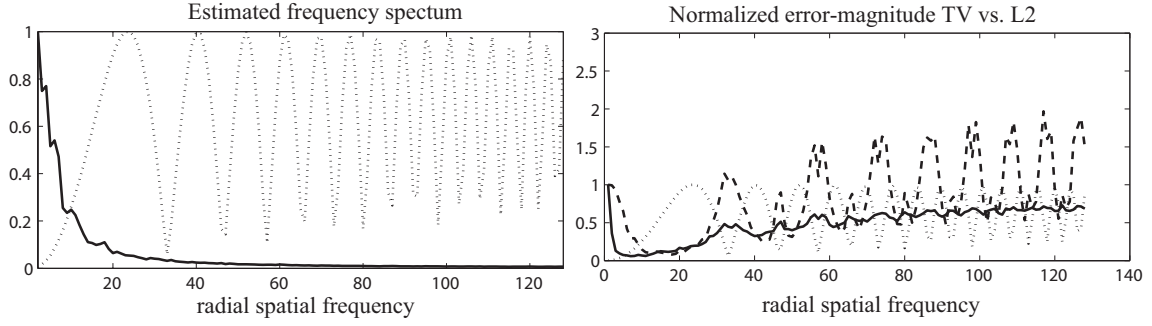 Estimated frequency spectum
1
0.8
0.6
0.4
0.2
0
20 40 60 80 100 120
radial spatial frequency
Normalized error-magnitude TV vs. L2
3
2.5
2
1.5
1
0.5
0
0 20 40 60 80 100 120 140
radial spatial frequency